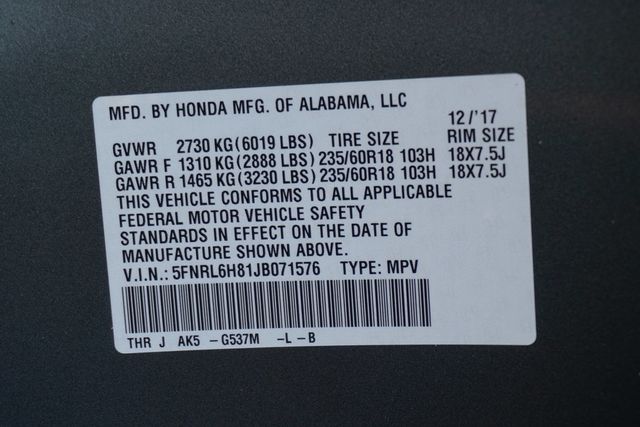 MFD. BY HONDA MFG. OF ALABAMA, LLC
12/'17
GVWR 2730 KG(6019 LBS) TIRE SIZE RIM SIZE
GAWR F 1310 KG(2888 LBS) 235/60R18 103H 18X7.5J
GAWR R 1465 KG(3230 LBS) 235/60R18 103H 18X7.5J
THIS VEHICLE CONFORMS TO ALL APPLICABLE
FEDERAL MOTOR VEHICLE SAFETY
STANDARDS IN EFFECT ON THE DATE OF
MANUFACTURE SHOWN ABOVE.
V.I.N.: 5FNRL6H81JB071576 TYPE: MPV
THR J AK5 -G537M -L-B